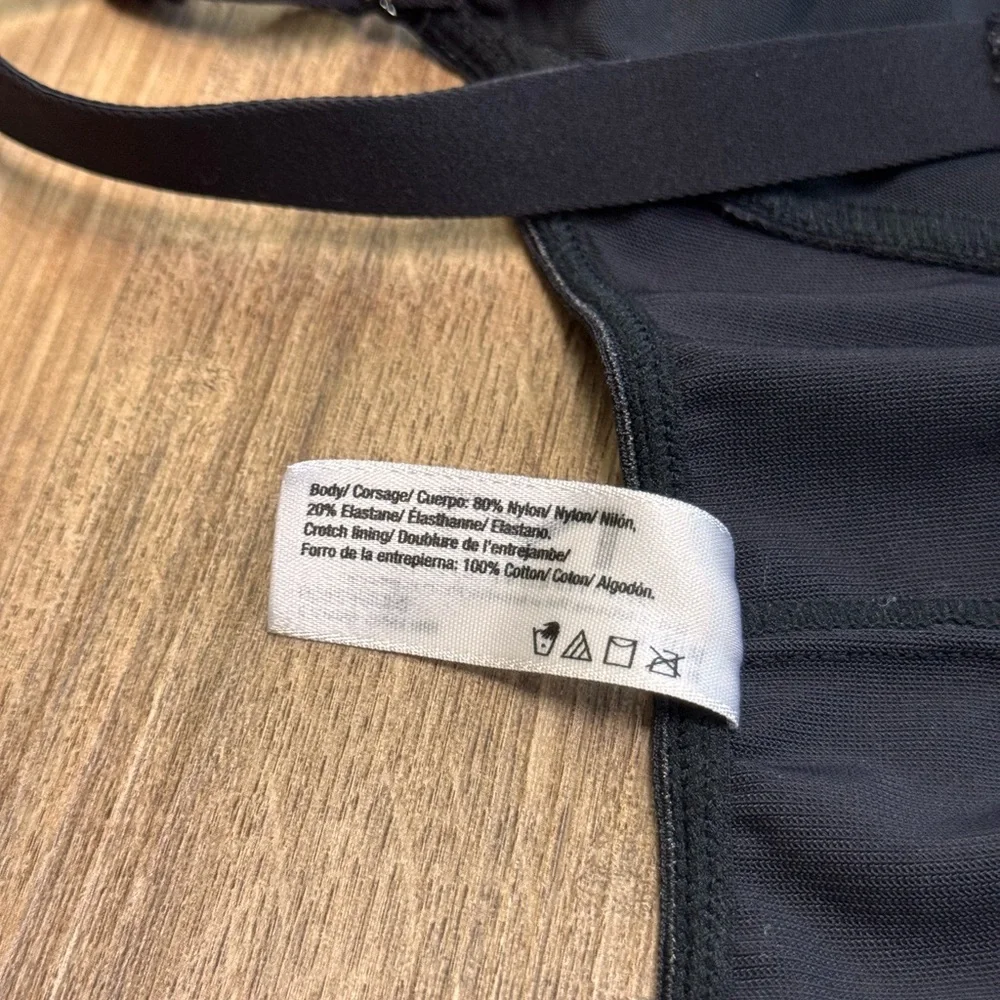 Body/ Corsage/ Cuerpo: 80% Nylon/ Nylon/ Nilón,
20% Elastane/ Élasthanne/ Elastano.
Crotch lining/ Doublure de l'entrejambe/
Forro de la entrepierna: 100% Cotton/ Coton/ Algodón.